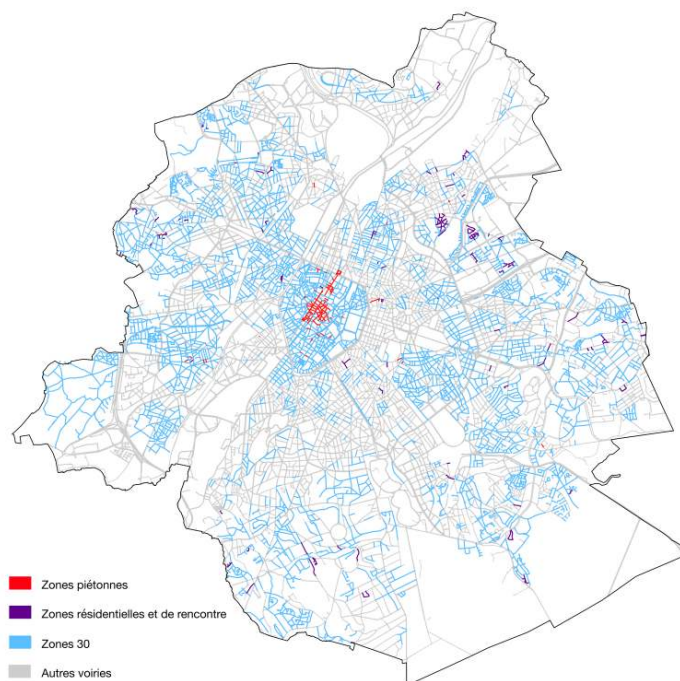 Zones piétonnes
Zones résidentielles et de rencontre
Zones 30
Autres voiries